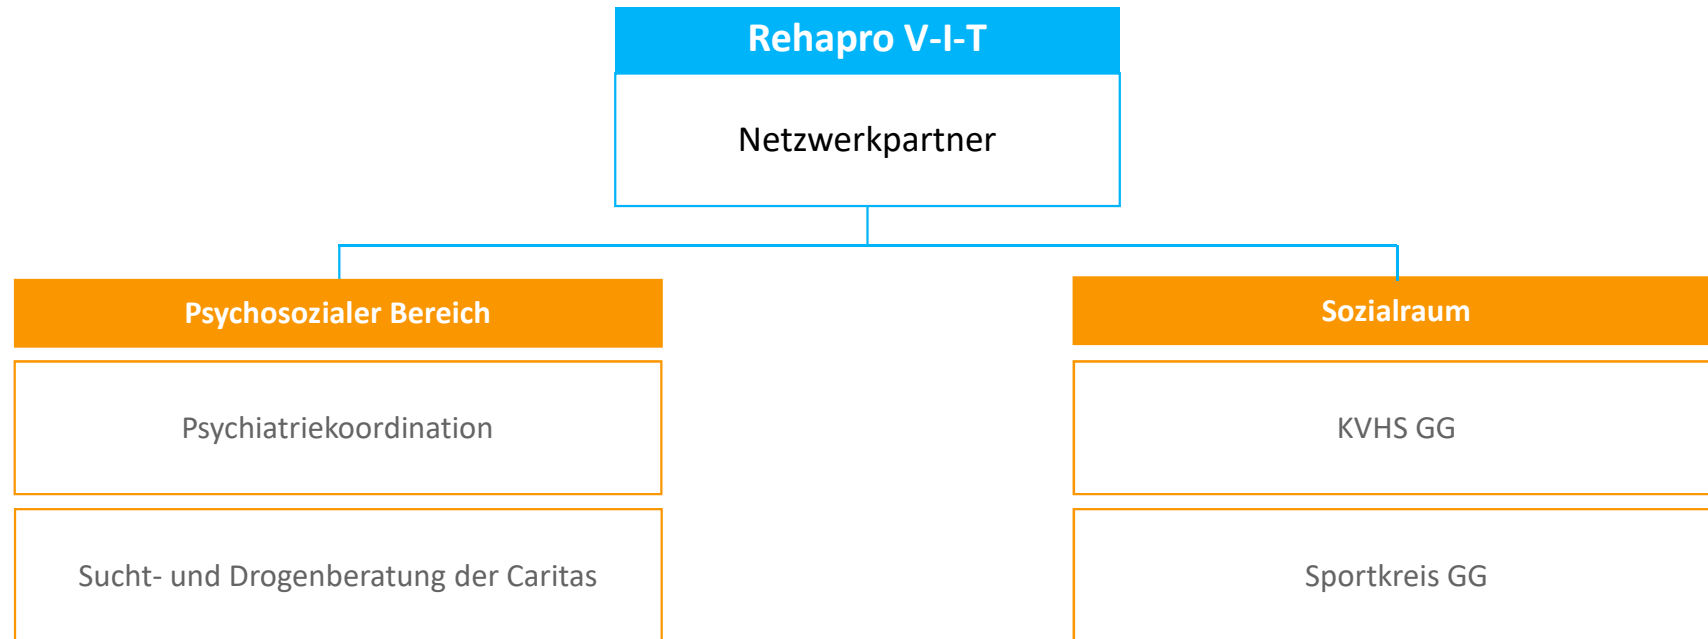 Rehapro V-I-T
Netzwerkpartner
Psychosozialer Bereich
Psychiatriekoordination
Sucht- und Drogenberatung der Caritas
Sozialraum
KVHS GG
Sportkreis GG